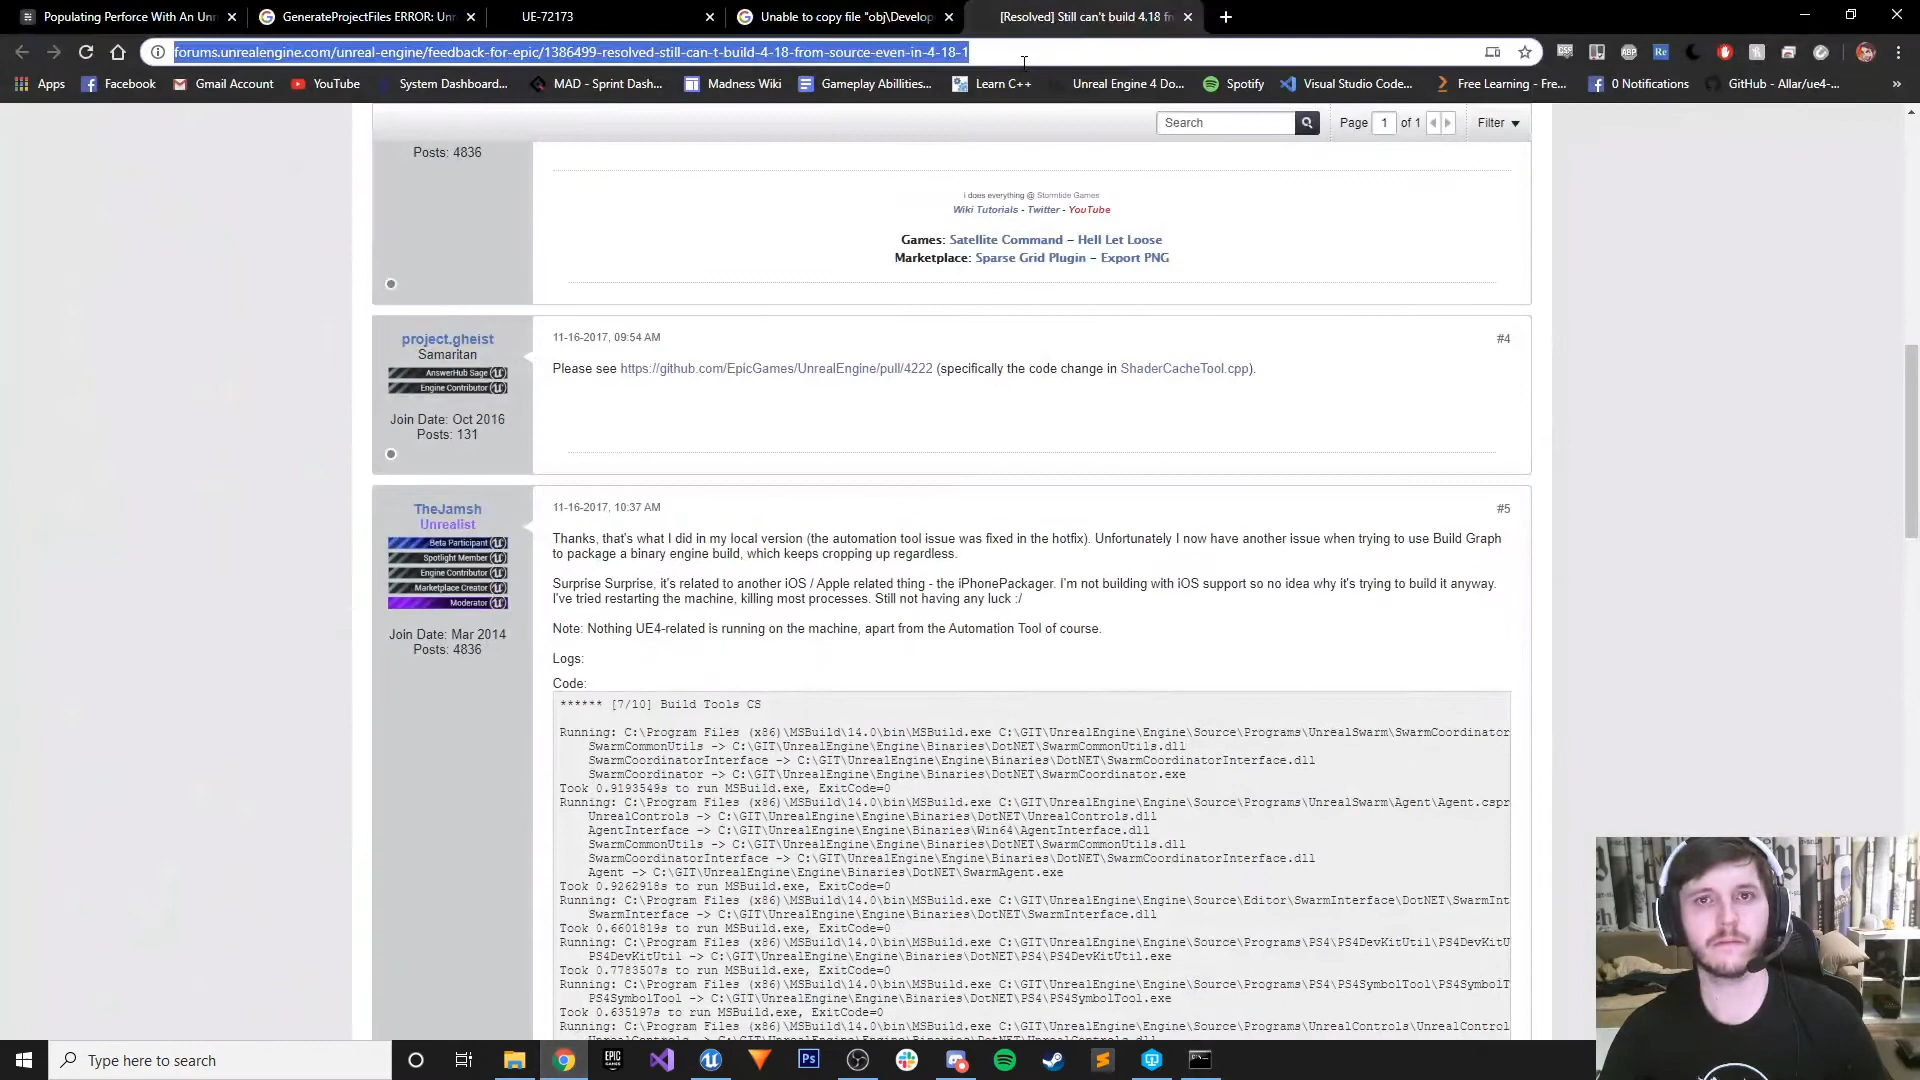 Populating Perforce With An Unr
GenerateProjectFiles ERROR: Unr
UE-72173
Unable to copy file "obj\Develop
[Resolved] Still can't build 4.18 fr
forums.unrealengine.com/unreal-engine/feedback-for-epic/1386499-resolved-still-can-t-build-4-18-from-source-even-in-4-18-1
Apps
Facebook
Gmail Account
YouTube
System Dashboard...
MAD - Sprint Dash...
Madness Wiki
Gameplay Abillities...
Learn C++
Unreal Engine 4 Do...
Spotify
Visual Studio Code...
Free Learning - Fre...
0 Notifications
GitHub - Allar/ue4-...
»
Search
Page 1 of 1
Filter
Posts: 4836
i does everything @ Stormtide Games
Wiki Tutorials - Twitter - YouTube
Games: Satellite Command – Hell Let Loose
Marketplace: Sparse Grid Plugin – Export PNG
project.gheist
Samaritan
AnswerHub Sage
Engine Contributor
Join Date: Oct 2016
Posts: 131
11-16-2017, 09:54 AM
#4
Please see https://github.com/EpicGames/UnrealEngine/pull/4222 (specifically the code change in ShaderCacheTool.cpp).
TheJamsh
Unrealist
Beta Participant
Spotlight Member
Engine Contributor
Marketplace Creator
Moderator
Join Date: Mar 2014
Posts: 4836
11-16-2017, 10:37 AM
#5
Thanks, that's what I did in my local version (the automation tool issue was fixed in the hotfix). Unfortunately I now have another issue when trying to use Build Graph
to package a binary engine build, which keeps cropping up regardless.
Surprise Surprise, it's related to another iOS / Apple related thing - the iPhonePackager. I'm not building with iOS support so no idea why it's trying to build it anyway.
I've tried restarting the machine, killing most processes. Still not having any luck :/
Note: Nothing UE4-related is running on the machine, apart from the Automation Tool of course.
Logs:
Code:
****** [7/10] Build Tools CS
Running: C:\Program Files (x86)\MSBuild\14.0\bin\MSBuild.exe C:\GIT\UnrealEngine\Engine\Source\Programs\UnrealSwarm\SwarmCoordinator
SwarmCommonUtils -> C:\GIT\UnrealEngine\Engine\Binaries\DotNET\SwarmCommonUtils.dll
SwarmCoordinatorInterface -> C:\GIT\UnrealEngine\Engine\Binaries\DotNET\SwarmCoordinatorInterface.dll
SwarmCoordinator -> C:\GIT\UnrealEngine\Engine\Binaries\DotNET\SwarmCoordinator.exe
Took 0.9193549s to run MSBuild.exe, ExitCode=0
Running: C:\Program Files (x86)\MSBuild\14.0\bin\MSBuild.exe C:\GIT\UnrealEngine\Engine\Source\Programs\UnrealSwarm\Agent\Agent.cspr
UnrealControls -> C:\GIT\UnrealEngine\Engine\Binaries\DotNET\UnrealControls.dll
AgentInterface -> C:\GIT\UnrealEngine\Engine\Binaries\Win64\AgentInterface.dll
SwarmCommonUtils -> C:\GIT\UnrealEngine\Engine\Binaries\DotNET\SwarmCommonUtils.dll
SwarmCoordinatorInterface -> C:\GIT\UnrealEngine\Engine\Binaries\DotNET\SwarmCoordinatorInterface.dll
Agent -> C:\GIT\UnrealEngine\Engine\Binaries\DotNET\SwarmAgent.exe
Took 0.9262918s to run MSBuild.exe, ExitCode=0
Running: C:\Program Files (x86)\MSBuild\14.0\bin\MSBuild.exe C:\GIT\UnrealEngine\Engine\Source\Editor\SwarmInterface\DotNET\SwarmInt
SwarmInterface -> C:\GIT\UnrealEngine\Engine\Binaries\DotNET\SwarmInterface.dll
Took 0.6601819s to run MSBuild.exe, ExitCode=0
Running: C:\Program Files (x86)\MSBuild\14.0\bin\MSBuild.exe C:\GIT\UnrealEngine\Engine\Source\Programs\PS4\PS4DevKitUtil\PS4DevKitU
PS4DevKitUtil -> C:\GIT\UnrealEngine\Engine\Binaries\DotNET\PS4\PS4DevKitUtil.exe
Took 0.7783507s to run MSBuild.exe, ExitCode=0
Running: C:\Program Files (x86)\MSBuild\14.0\bin\MSBuild.exe C:\GIT\UnrealEngine\Engine\Source\Programs\PS4\PS4SymbolTool\PS4SymbolT
PS4SymbolTool -> C:\GIT\UnrealEngine\Engine\Binaries\DotNET\PS4\PS4SymbolTool.exe
Took 0.635197s to run MSBuild.exe, ExitCode=0
Running: C:\Program Files (x86)\MSBuild\14.0\bin\MSBuild.exe C:\GIT\UnrealEngine\Engine\Source\Programs\UnrealControls\UnrealControl
Type here to search